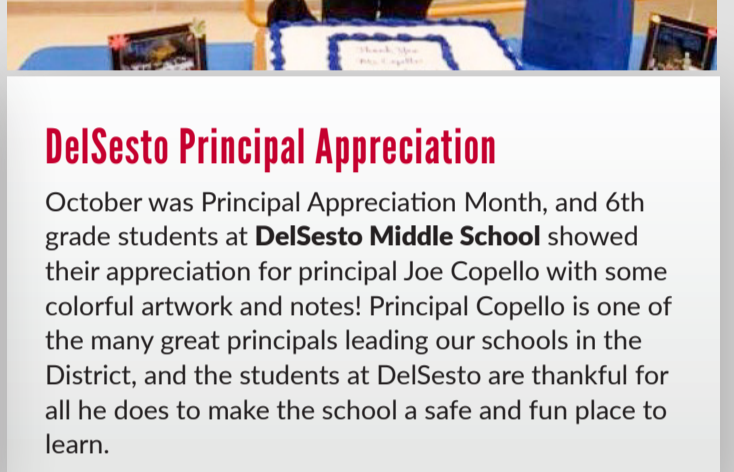 Thank You
DelSesto Principal Appreciation
October was Principal Appreciation Month, and 6th
grade students at DelSesto Middle School showed
their appreciation for principal Joe Copello with some
colorful artwork and notes! Principal Copello is one of
the many great principals leading our schools in the
District, and the students at DelSesto are thankful for
all he does to make the school a safe and fun place to
learn.